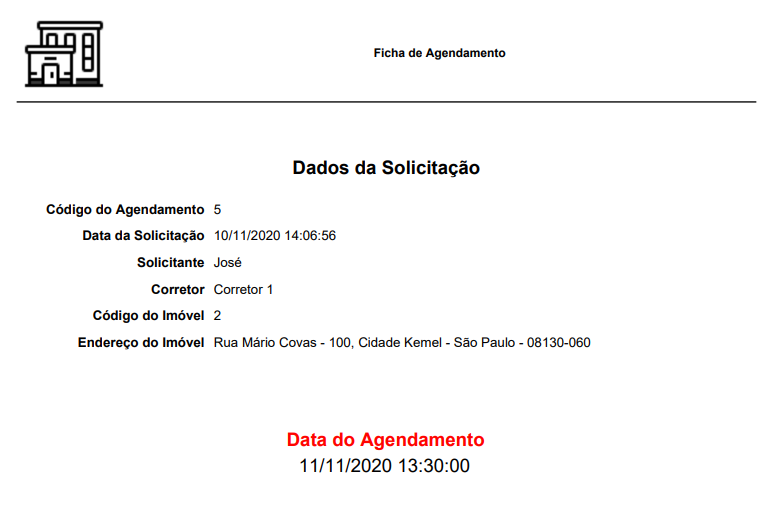 Ficha de Agendamento
Dados da Solicitação
Código do Agendamento 5
Data da Solicitação 10/11/2020 14:06:56
Solicitante José
Corretor Corretor 1
Código do Imóvel 2
Endereço do Imóvel Rua Mário Covas - 100, Cidade Kemel - São Paulo - 08130-060
Data do Agendamento
11/11/2020 13:30:00